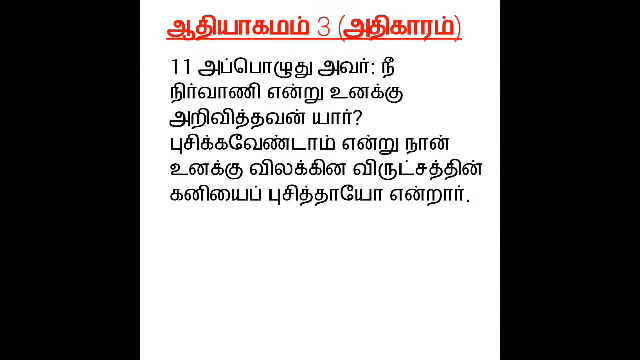 ஆதியாகமம் 3 (அதிகாரம்)
11 அப்பொழுது அவர்: நீ
நிர்வாணி என்று உனக்கு
அறிவித்தவன் யார்?
புசிக்கவேண்டாம் என்று நான்
உனக்கு விலக்கின விருட்சத்தின்
கனியைப் புசித்தாயோ என்றார்.